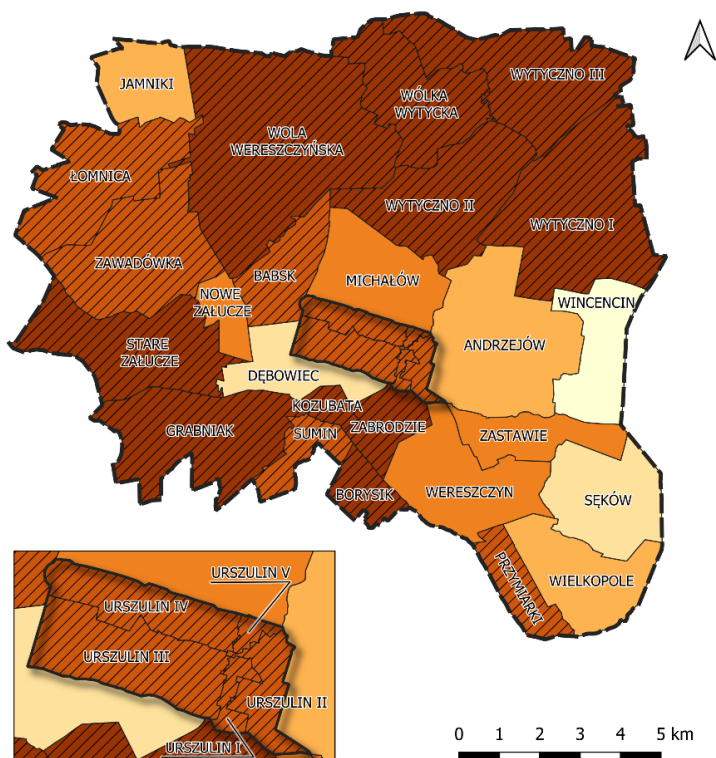 JAMNIKI
WYTYCZNO III
WÓLKA
WYTYCKA
WOLA
WERESZCZYŃSKA
ŁOMNICA
WYTYCZNO II
WYTYCZNO I
ZAWADÓWKA
BABSK
MICHAŁÓW
NOWE
ZAŁUCZE
WINCENCIN
STARE
ZAŁUCZE
ANDRZEJÓW
DĘBOWIEC
KOZUBATA
GRABNIAK
SUMIN
ZABRODZIE
ZASTAWIE
BORYSIK
WERESZCZYN
SĘKÓW
PRZYMIARKI
WIELKOPOLE
URSZULIN V
URSZULIN IV
URSZULIN III
URSZULIN II
URSZULIN I
0 1 2 3 4 5 km